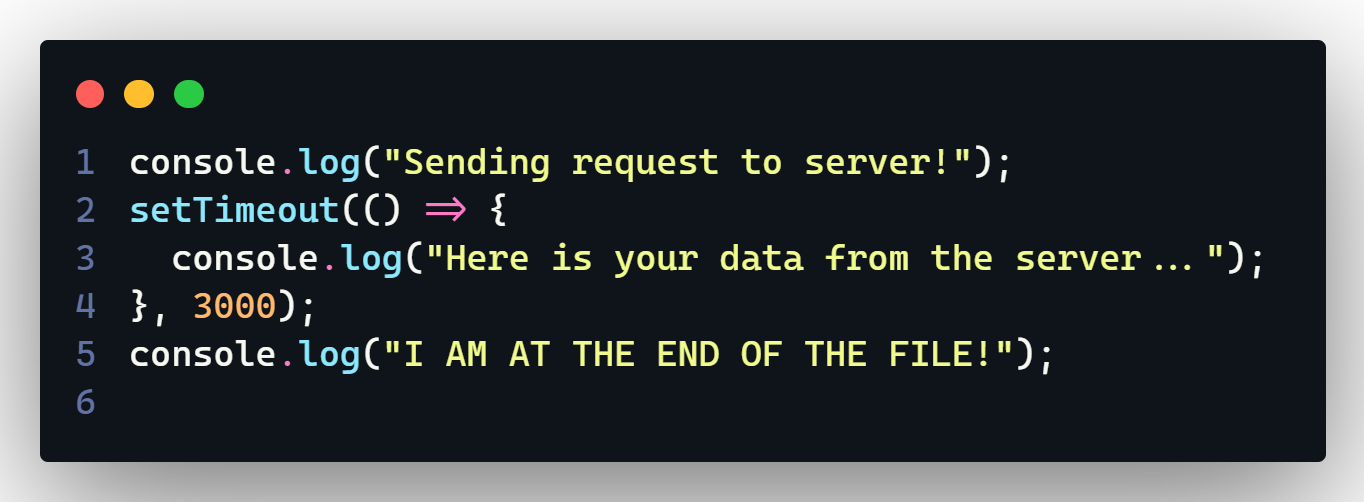 1 console.log("Sending request to server!");
2 setTimeout(() => {
3   console.log("Here is your data from the server...");
4 }, 3000);
5 console.log("I AM AT THE END OF THE FILE!");
6